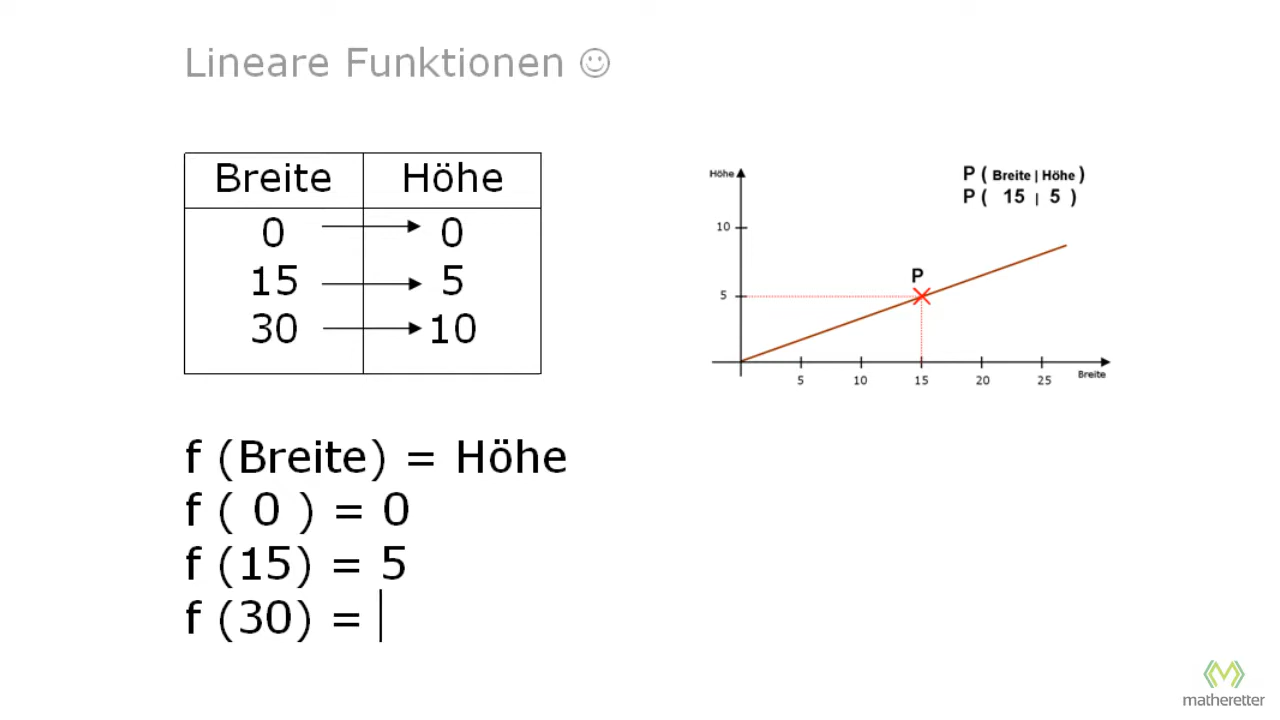 Lineare Funktionen ☺
Breite Höhe
0 0
15 5
30 10
f (Breite) = Höhe
f ( 0 ) = 0
f (15) = 5
f (30) =
P ( Breite | Höhe )
P ( 15 | 5 )
Höhe
10
P
5
5 10 15 20 25
Breite
matheretter